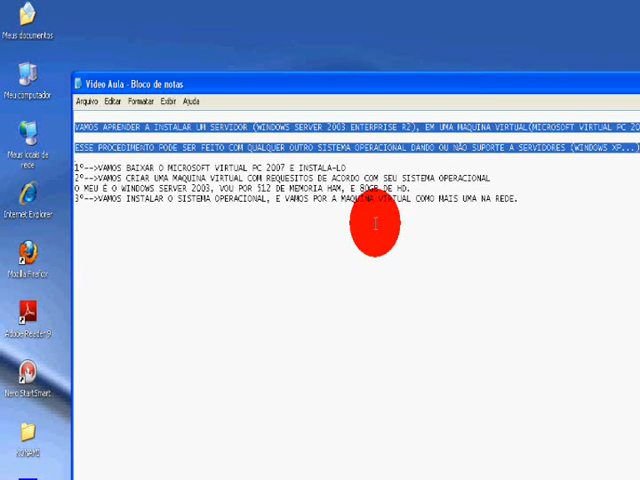 Meus documentos
Meu computador
Meus locais de
rede
Internet Explorer
Mozilla Firefox
Adobe Reader 9
Nero StartSmart
Vídeo Aula - Bloco de notas
Arquivo Editar Formatar Exibir Ajuda
VAMOS APRENDER A INSTALAR UM SERVIDOR (WINDOWS SERVER 2003 ENTERPRISE R2), EM UMA MAQUINA VIRTUAL(MICROSOFT VIRTUAL PC 20
ESSE PROCEDIMENTO PODE SER FEITO COM QUALQUER OUTRO SISTEMA OPERACIONAL DANDO OU NÃO SUPORTE A SERVIDORES (WINDOWS XP...)
1º-->VAMOS BAIXAR O MICROSOFT VIRTUAL PC 2007 E INSTALA-LO
2º-->VAMOS CRIAR UMA MAQUINA VIRTUAL COM REQUESITOS DE ACORDO COM SEU SISTEMA OPERACIONAL
O MEU É O WINDOWS SERVER 2003, VOU POR 512 DE MEMORIA RAM, E 80GB DE HD.
3º-->VAMOS INSTALAR O SISTEMA OPERACIONAL, E VAMOS POR A MAQUINA VIRTUAL COMO MAIS UMA NA REDE.